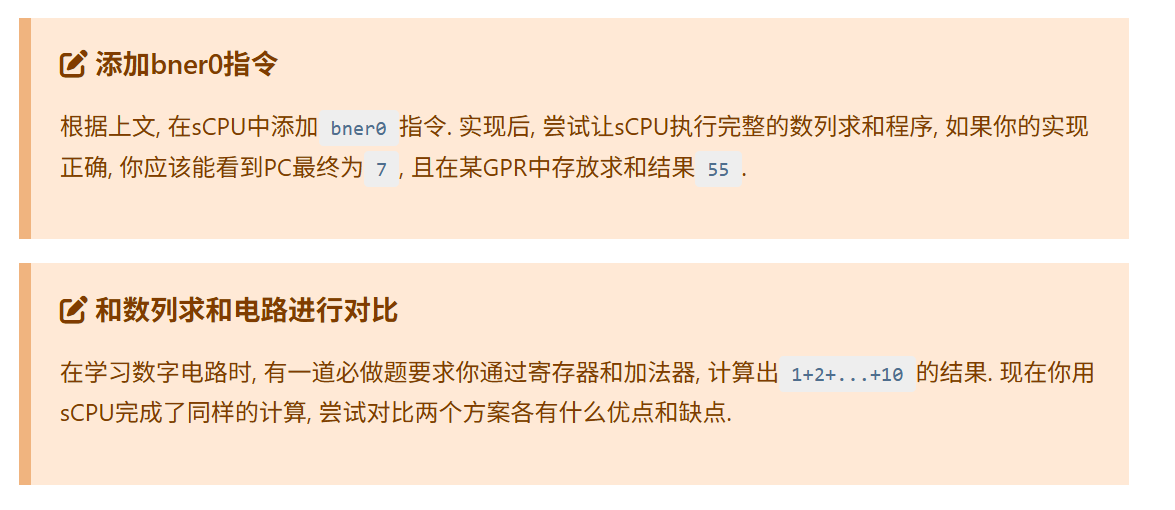 添加bner0指令
根据上文, 在sCPU中添加 bner0 指令. 实现后, 尝试让sCPU执行完整的数列求和程序, 如果你的实现
正确, 你应该能看到PC最终为 7 , 且在某GPR中存放求和结果 55 .
和数列求和电路进行对比
在学习数字电路时, 有一道必做题要求你通过寄存器和加法器, 计算出 1+2+...+10 的结果. 现在你用
sCPU完成了同样的计算, 尝试对比两个方案各有什么优点和缺点.